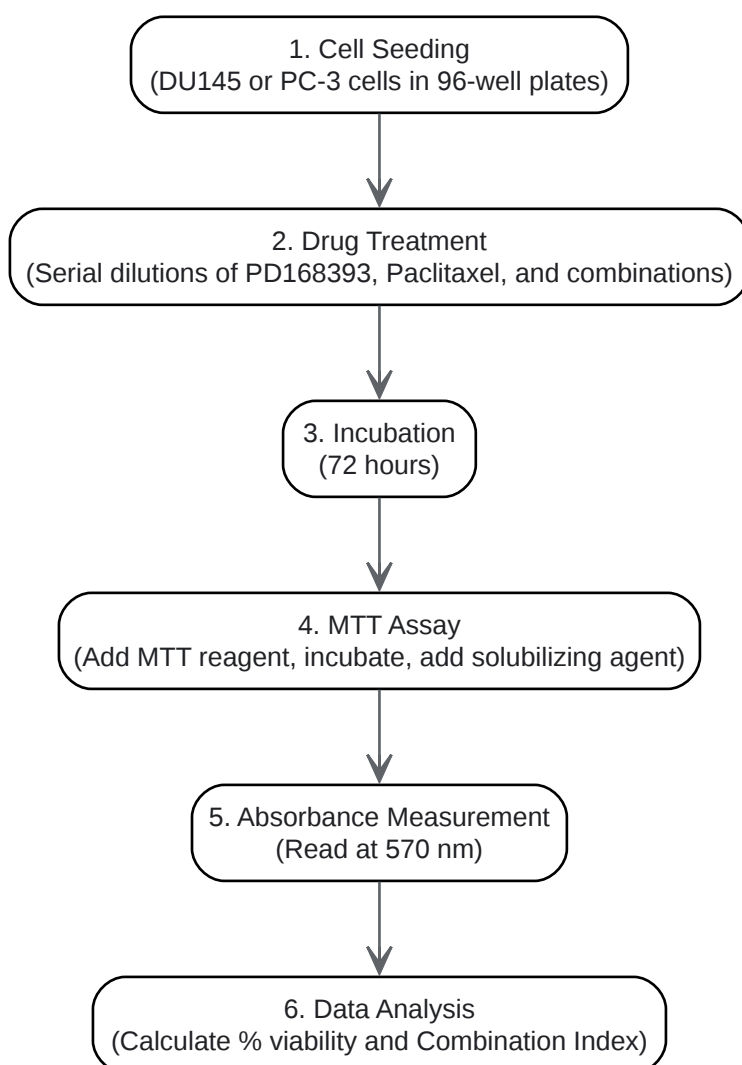 1. Cell Seeding
(DU145 or PC-3 cells in 96-well plates)
2. Drug Treatment
(Serial dilutions of PD168393, Paclitaxel, and combinations)
3. Incubation
(72 hours)
4. MTT Assay
(Add MTT reagent, incubate, add solubilizing agent)
5. Absorbance Measurement
(Read at 570 nm)
6. Data Analysis
(Calculate % viability and Combination Index)